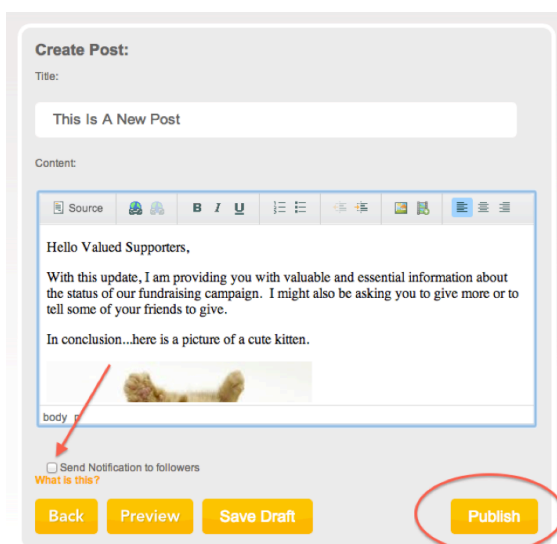 Create Post:
Title:
This Is A New Post
Content:
Source B I U
Hello Valued Supporters,
With this update, I am providing you with valuable and essential information about
the status of our fundraising campaign.  I might also be asking you to give more or to
tell some of your friends to give.
In conclusion...here is a picture of a cute kitten.
body p
Send Notification to followers
What is this?
Back Preview Save Draft Publish